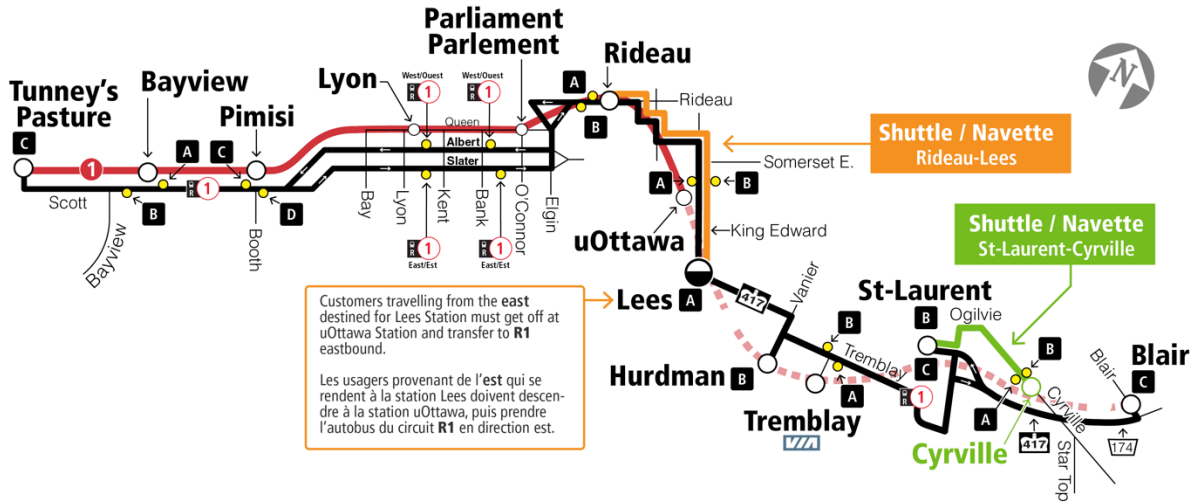 Parliament
Parlement
Rideau
Tunney's
Pasture
Bayview
Pimisi
Lyon
West/Ouest
R
1
West/Ouest
R
1
A
B
Rideau
N
Queen
Albert
Slater
C
1
A
C
B
D
R
1
Scott
Bayview
Booth
Bay
Lyon
Kent
Bank
O'Connor
Elgin
R
1
East/Est
R
1
East/Est
Shuttle / Navette
Rideau-Lees
Somerset E.
A
B
uOttawa
King Edward
Shuttle / Navette
St-Laurent-Cyrville
Lees
A
417
Vanier
Customers travelling from the east
destined for Lees Station must get off at
uOttawa Station and transfer to R1
eastbound.
Les usagers provenant de l'est qui se
rendent à la station Lees doivent descen-
dre à la station uOttawa, puis prendre
l'autobus du circuit R1 en direction est.
St-Laurent
Ogilvie
B
C
Hurdman
B
B
Tremblay
A
Tremblay
VIA
R
1
A
B
Cyrville
Cyrville
417
Star Top
174
Blair
Blair
C